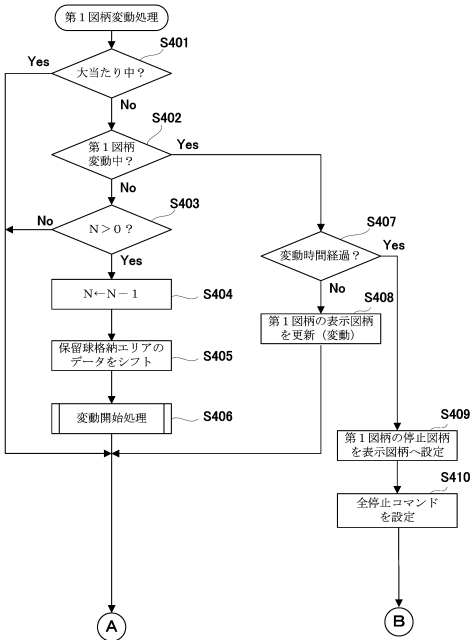 第１図柄変動処理
S401
大当たり中？
Yes
No
S402
第１図柄
変動中？
Yes
No
S403
Ｎ＞０？
No
Yes
S404
Ｎ←Ｎ－１
S405
保留球格納エリアの
データをシフト
S406
変動開始処理
S407
変動時間経過？
Yes
No
S408
第１図柄の表示図柄
を更新（変動）
S409
第１図柄の停止図柄
を表示図柄へ設定
S410
全停止コマンド
を設定
A
B